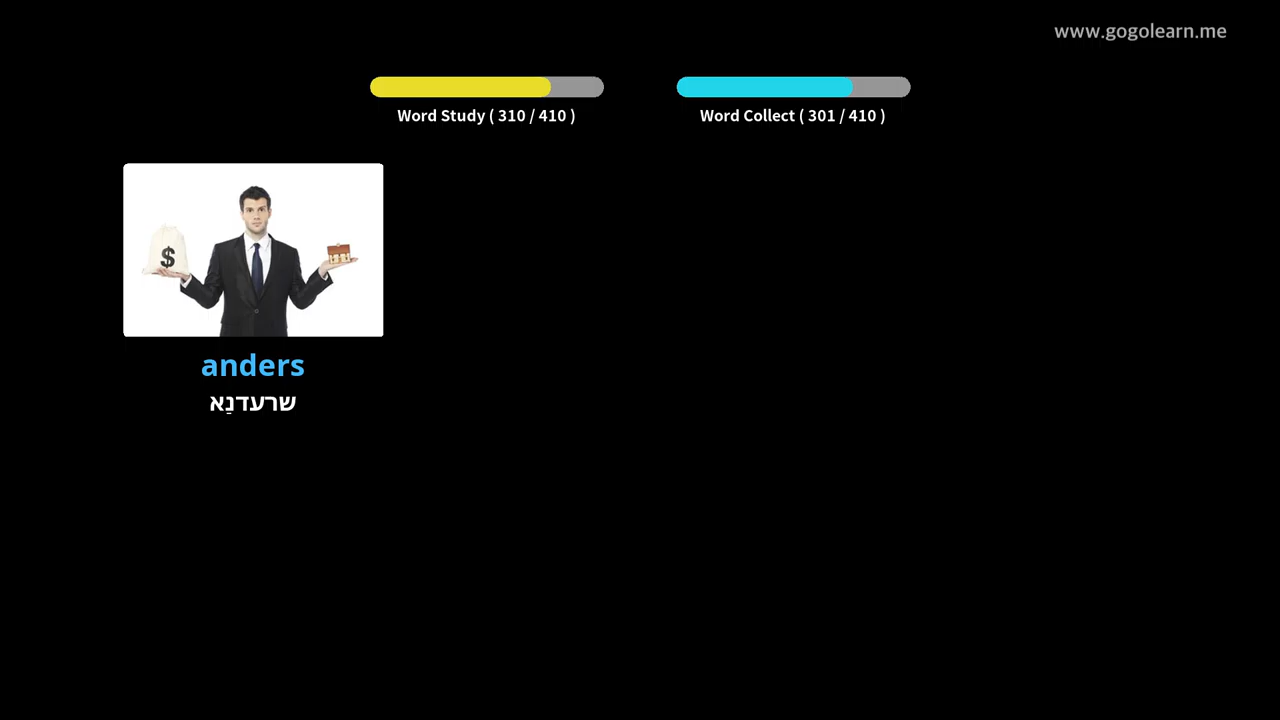 www.gogolearn.me
Word Study ( 310 / 410 )
Word Collect ( 301 / 410 )
$
anders
שרעדנַא